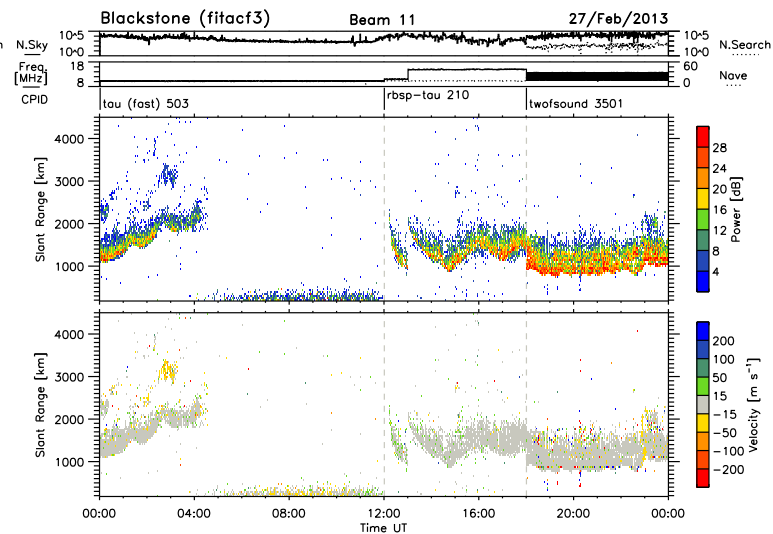 Blackstone (fitacf3) Beam 11 27/Feb/2013
n N.Sky 10^5 10^5 N.Search
10^0 10^0
Freq. 18 60 Nave
[MHz] 8 0
CPID tau (fast) 503 rbsp-tau 210 twofsound 3501
Slant Range [km]
4000
3000
2000
1000
28
24
20
16
12
8
4
Power [dB]
Slant Range [km]
4000
3000
2000
1000
200
100
50
15
-15
-50
-100
-200
Velocity [m s⁻¹]
00:00 04:00 08:00 12:00 16:00 20:00 00:00
Time UT